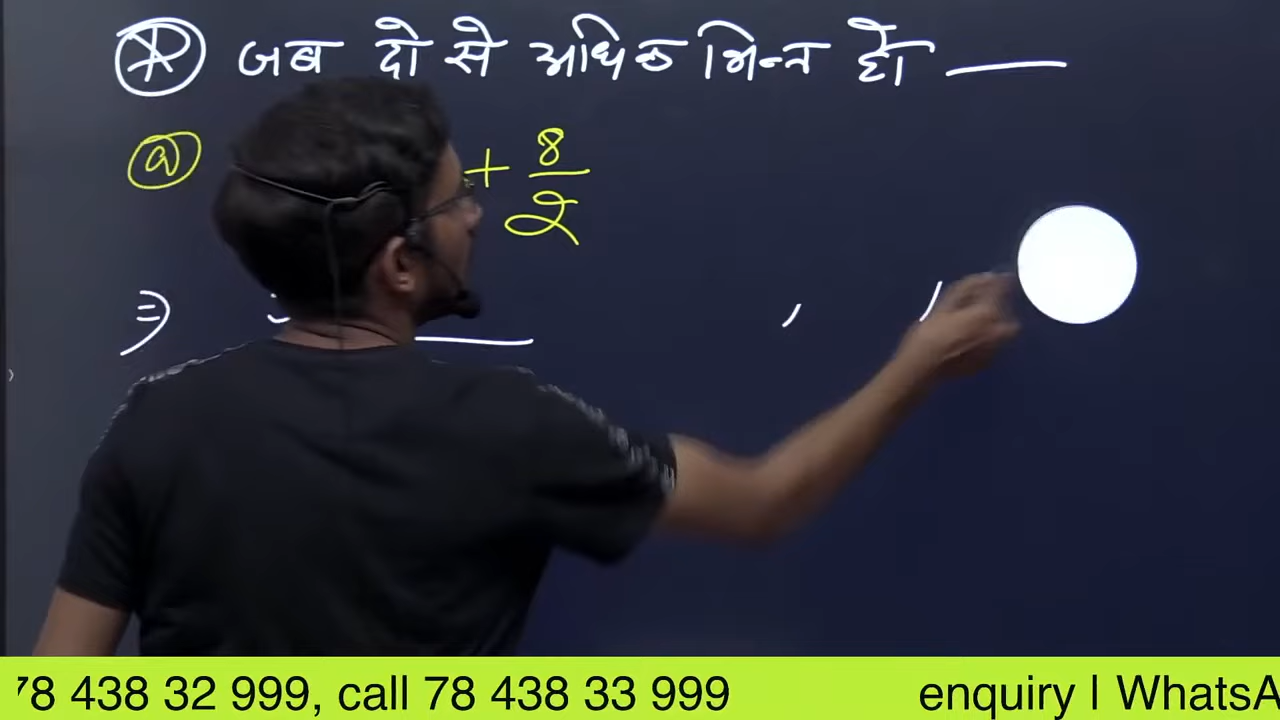 जब दो से अधिक भिन्न हो
a + 8/2
⇒ , ,
78 438 32 999, call 78 438 33 999 enquiry I WhatsA